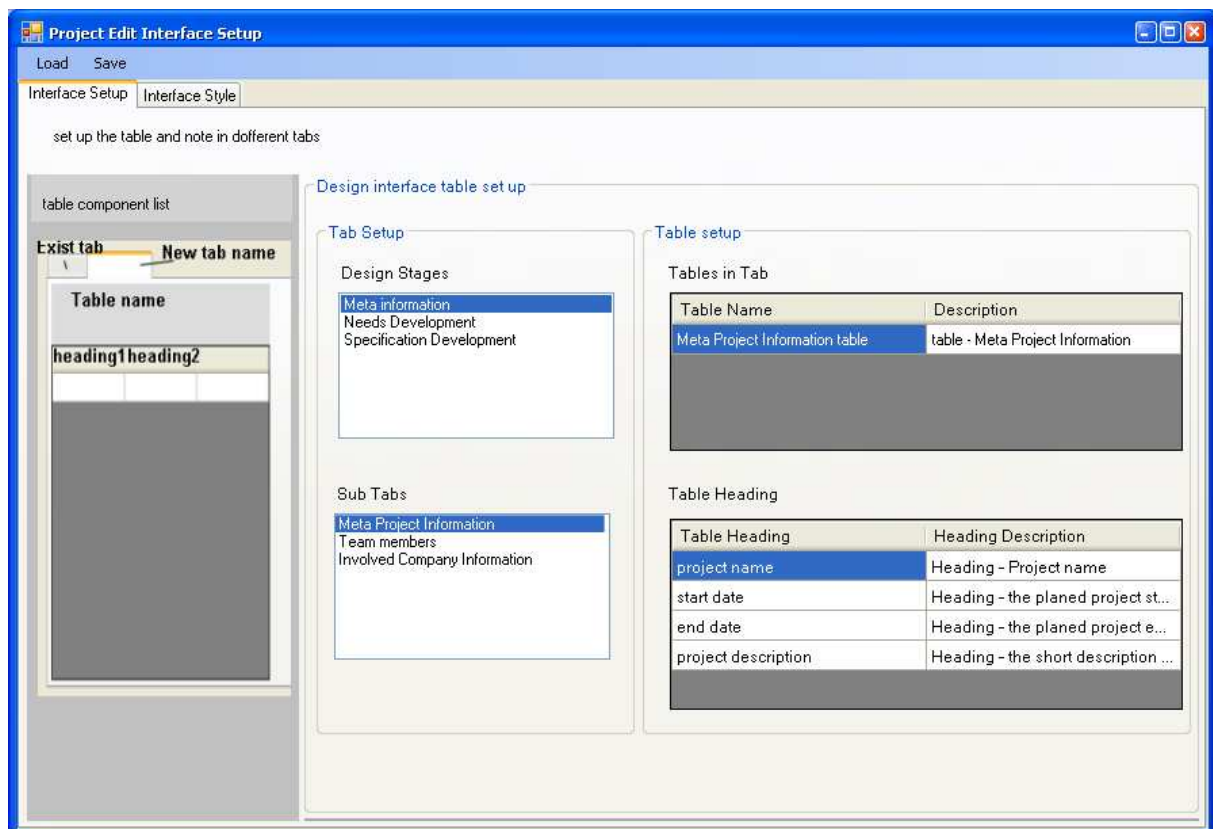 Project Edit Interface Setup
Load Save
Interface Setup Interface Style
set up the table and note in dofferent tabs
table component list
Exist tab
New tab name
Table name
heading1heading2
Design interface table set up
Tab Setup
Design Stages
Meta information
Needs Development
Specification Development
Sub Tabs
Meta Project Information
Team members
Involved Company Information
Table setup
Tables in Tab
Table Name Description
Meta Project Information table table - Meta Project Information
Table Heading
Table Heading Heading Description
project name Heading - Project name
start date Heading - the planed project st...
end date Heading - the planed project e...
project description Heading - the short description ...